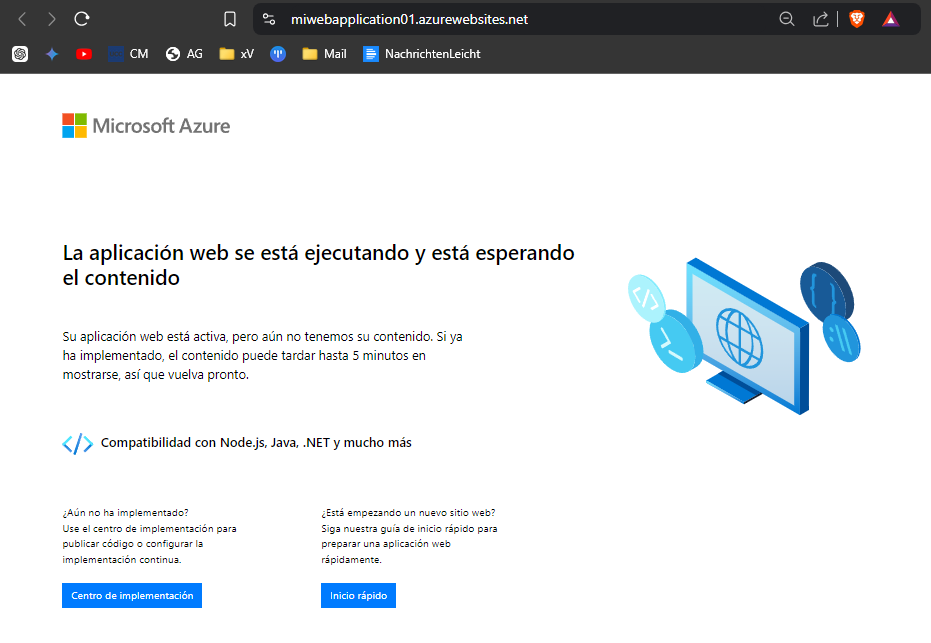 miwebapplication01.azurewebsites.net
CM AG xV Mail NachrichtenLeicht
Microsoft Azure
La aplicación web se está ejecutando y está esperando
el contenido
Su aplicación web está activa, pero aún no tenemos su contenido. Si ya
ha implementado, el contenido puede tardar hasta 5 minutos en
mostrarse, así que vuelva pronto.
Compatibilidad con Node.js, Java, .NET y mucho más
¿Aún no ha implementado?
Use el centro de implementación para
publicar código o configurar la
implementación continua.
Centro de implementación
¿Está empezando un nuevo sitio web?
Siga nuestra guía de inicio rápido para
preparar una aplicación web
rápidamente.
Inicio rápido